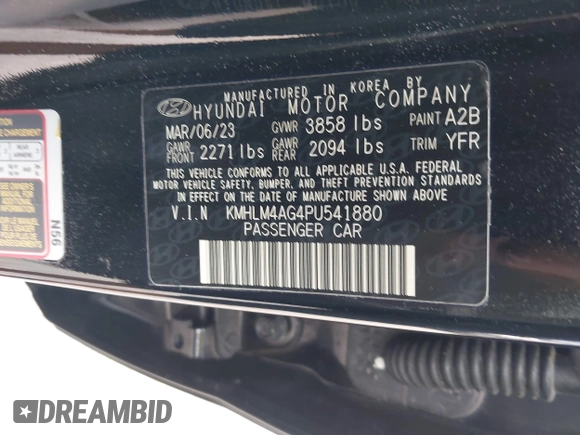 MANUFACTURED IN KOREA BY
HYUNDAI MOTOR COMPANY
MAR/06/23 GVWR 3858 lbs PAINT A2B
GAWR FRONT 2271 lbs GAWR REAR 2094 lbs TRIM YFR
THIS VEHICLE CONFORMS TO ALL APPLICABLE U.S.A. FEDERAL
MOTOR VEHICLE SAFETY, BUMPER, AND THEFT PREVENTION STANDARDS
IN EFFECT ON THE DATE OF MANUFACTURE SHOWN ABOVE.
V.I.N KMHLM4AG4PU541880
PASSENGER CAR
N56
DREAMBID